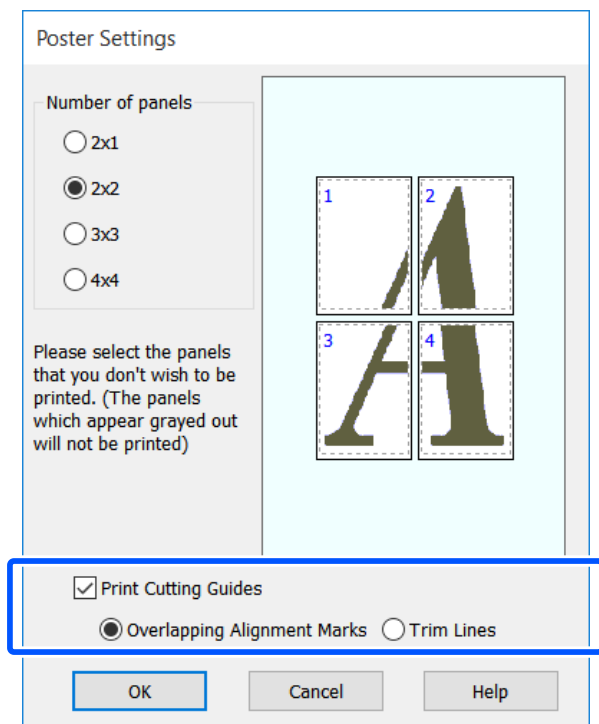 Poster Settings
Number of panels
2x1
2x2
3x3
4x4
1
2
3
4
Please select the panels
that you don't wish to be
printed. (The panels
which appear grayed out
will not be printed)
Print Cutting Guides
Overlapping Alignment Marks Trim Lines
OK Cancel Help